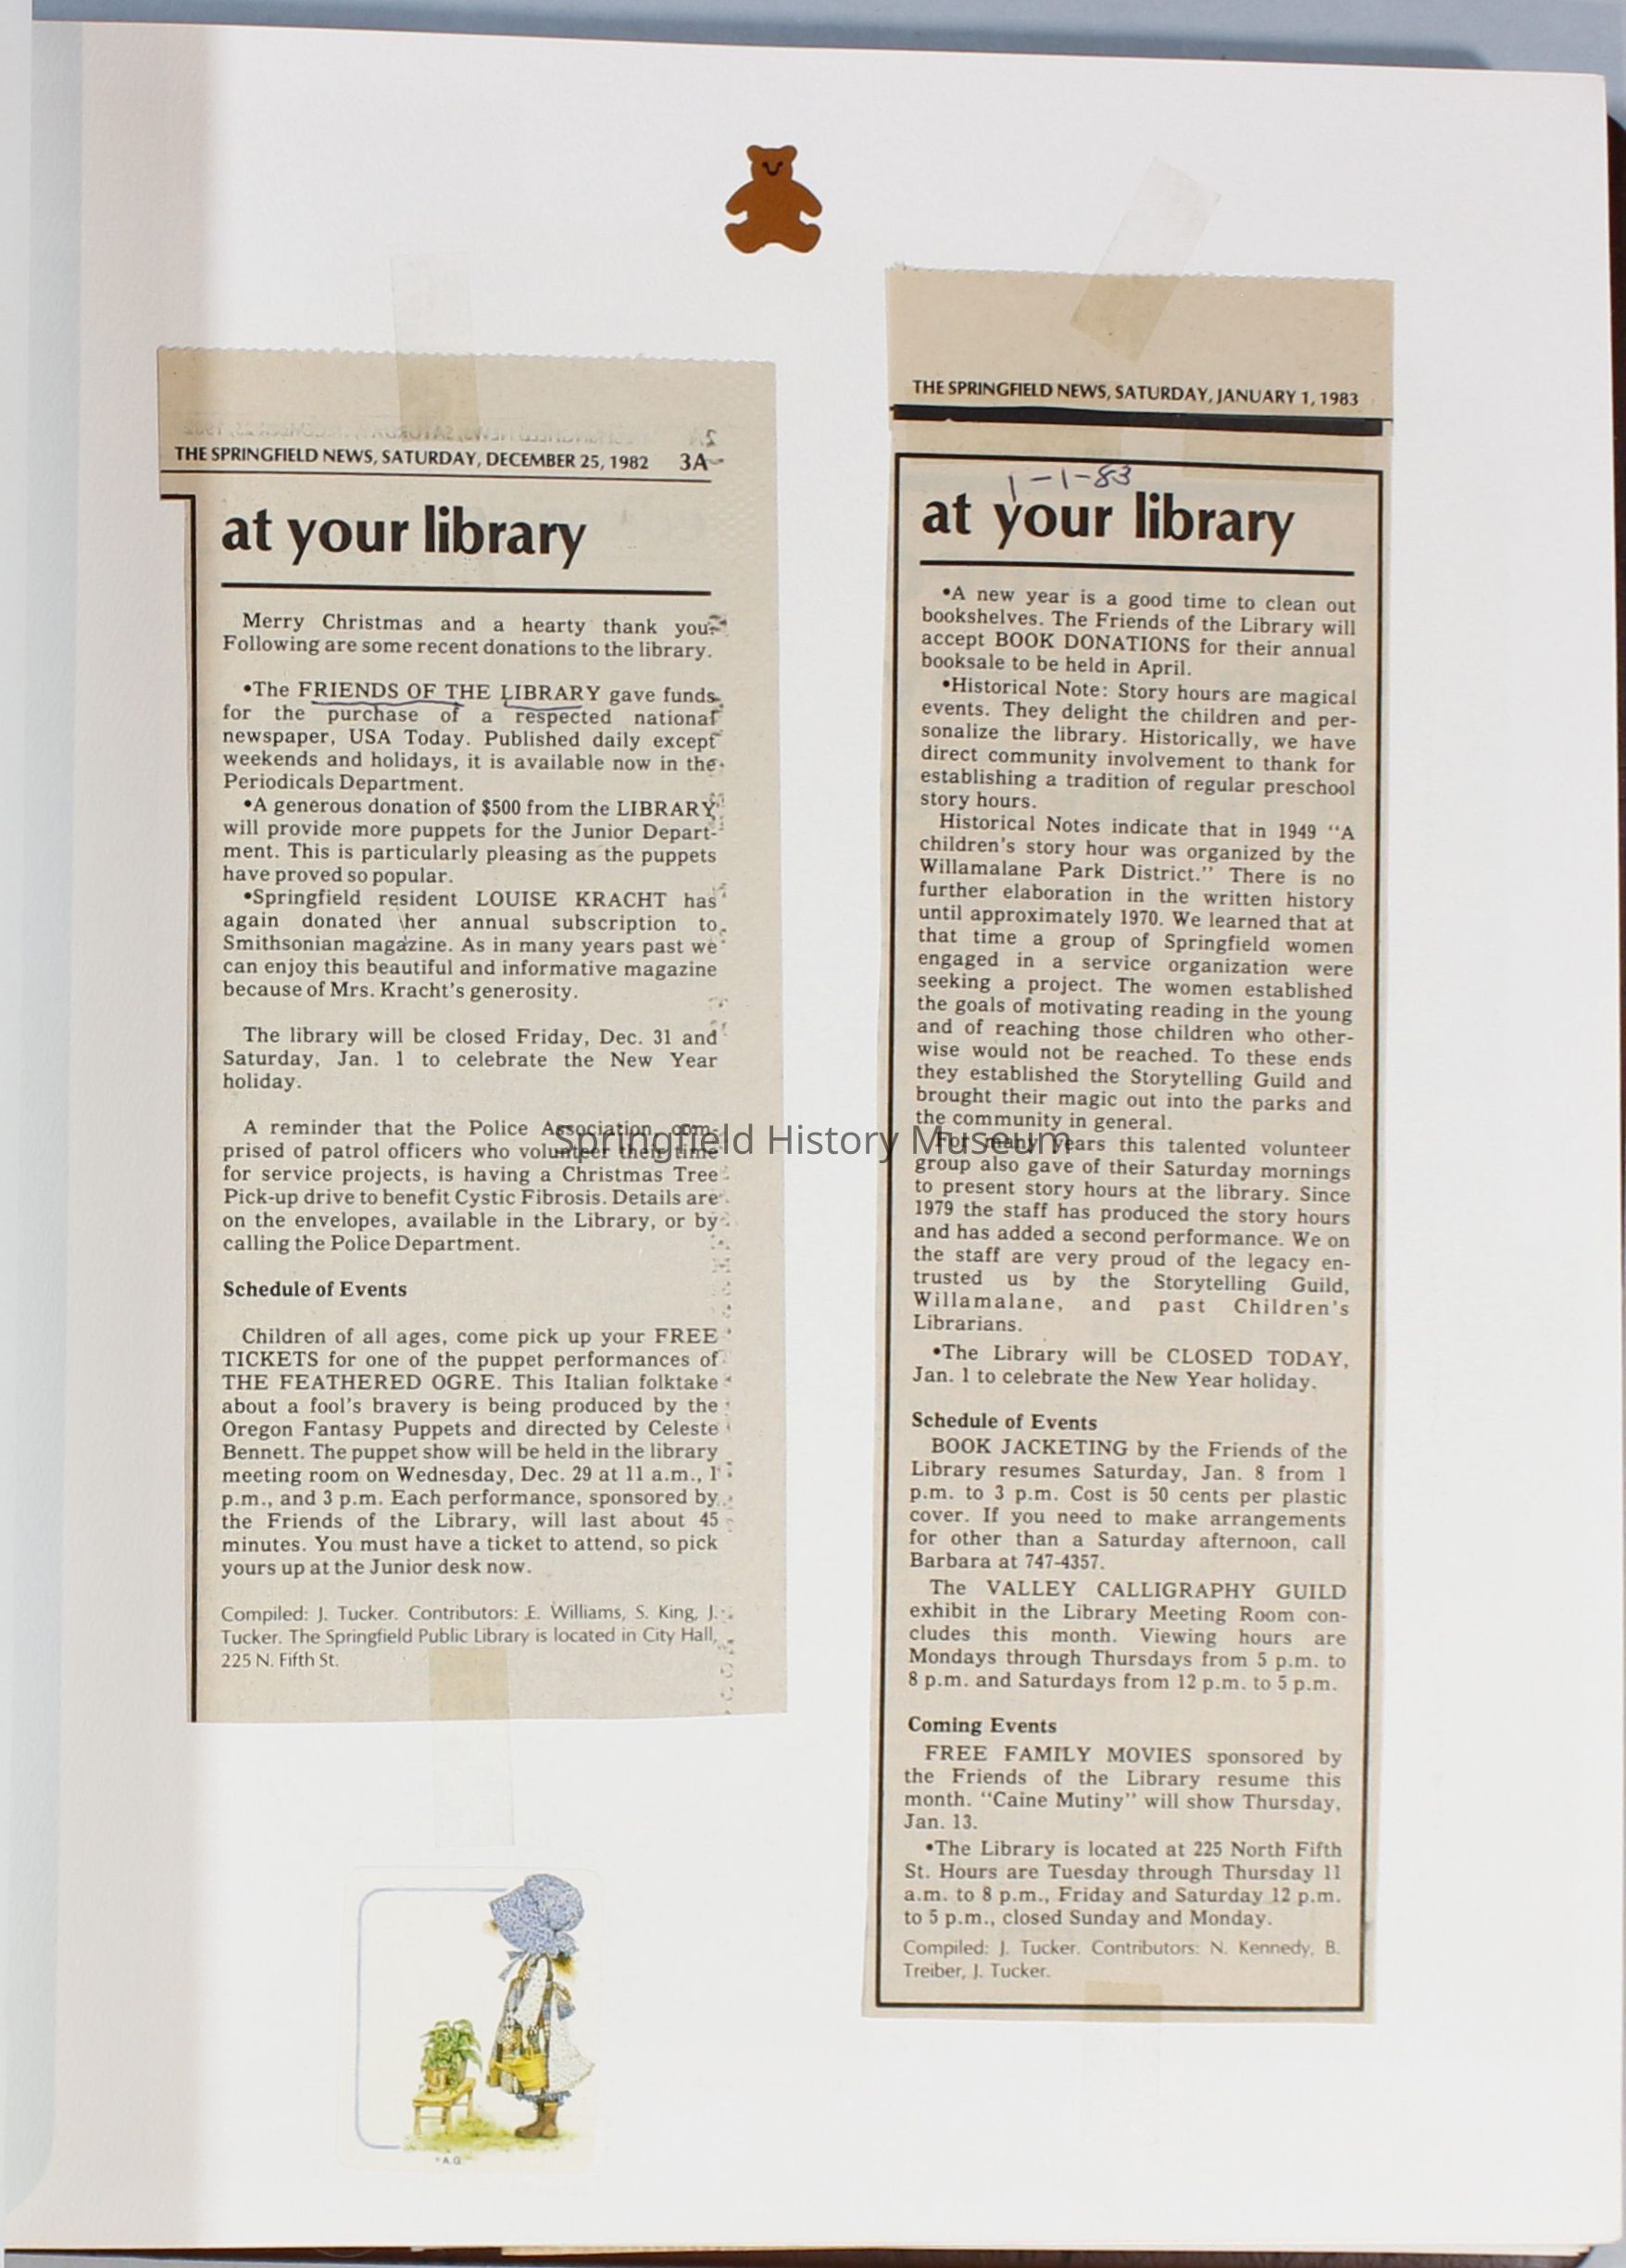 THE SPRINGFIELD NEWS, SATURDAY, DECEMBER 25, 1982 3A
at your library
Merry Christmas and a hearty thank you.
Following are some recent donations to the library.
•The FRIENDS OF THE LIBRARY gave funds
for the purchase of a respected national
newspaper, USA Today. Published daily except
weekends and holidays, it is available now in the
Periodicals Department.
•A generous donation of $500 from the LIBRARY
will provide more puppets for the Junior Depart-
ment. This is particularly pleasing as the puppets
have proved so popular.
•Springfield resident LOUISE KRACHT has
again donated her annual subscription to
Smithsonian magazine. As in many years past we
can enjoy this beautiful and informative magazine
because of Mrs. Kracht's generosity.
The library will be closed Friday, Dec. 31 and
Saturday, Jan. 1 to celebrate the New Year
holiday.
A reminder that the Police Association, com-
prised of patrol officers who volunteer their time
for service projects, is having a Christmas Tree
Pick-up drive to benefit Cystic Fibrosis. Details are
on the envelopes, available in the Library, or by
calling the Police Department.
Schedule of Events
Children of all ages, come pick up your FREE
TICKETS for one of the puppet performances of
THE FEATHERED OGRE. This Italian folktake
about a fool's bravery is being produced by the
Oregon Fantasy Puppets and directed by Celeste
Bennett. The puppet show will be held in the library
meeting room on Wednesday, Dec. 29 at 11 a.m., 1
p.m., and 3 p.m. Each performance, sponsored by
the Friends of the Library, will last about 45
minutes. You must have a ticket to attend, so pick
yours up at the Junior desk now.
Compiled: J. Tucker. Contributors: E. Williams, S. King, J.
Tucker. The Springfield Public Library is located in City Hall,
225 N. Fifth St.
THE SPRINGFIELD NEWS, SATURDAY, JANUARY 1, 1983
1-1-83
at your library
•A new year is a good time to clean out
bookshelves. The Friends of the Library will
accept BOOK DONATIONS for their annual
booksale to be held in April.
•Historical Note: Story hours are magical
events. They delight the children and per-
sonalize the library. Historically, we have
direct community involvement to thank for
establishing a tradition of regular preschool
story hours.
Historical Notes indicate that in 1949 "A
children's story hour was organized by the
Willamalane Park District." There is no
further elaboration in the written history
until approximately 1970. We learned that at
that time a group of Springfield women
engaged in a service organization were
seeking a project. The women established
the goals of motivating reading in the young
and of reaching those children who other-
wise would not be reached. To these ends
they established the Storytelling Guild and
brought their magic out into the parks and
the community in general.
For many years this talented volunteer
group also gave of their Saturday mornings
to present story hours at the library. Since
1979 the staff has produced the story hours
and has added a second performance. We on
the staff are very proud of the legacy en-
trusted us by the Storytelling Guild,
Willamalane, and past Children's
Librarians.
•The Library will be CLOSED TODAY,
Jan. 1 to celebrate the New Year holiday.
Schedule of Events
BOOK JACKETING by the Friends of the
Library resumes Saturday, Jan. 8 from 1
p.m. to 3 p.m. Cost is 50 cents per plastic
cover. If you need to make arrangements
for other than a Saturday afternoon, call
Barbara at 747-4357.
The VALLEY CALLIGRAPHY GUILD
exhibit in the Library Meeting Room con-
cludes this month. Viewing hours are
Mondays through Thursdays from 5 p.m. to
8 p.m. and Saturdays from 12 p.m. to 5 p.m.
Coming Events
FREE FAMILY MOVIES sponsored by
the Friends of the Library resume this
month. "Caine Mutiny" will show Thursday,
Jan. 13.
•The Library is located at 225 North Fifth
St. Hours are Tuesday through Thursday 11
a.m. to 8 p.m., Friday and Saturday 12 p.m.
to 5 p.m., closed Sunday and Monday.
Compiled: J. Tucker. Contributors: N. Kennedy, B.
Treiber, J. Tucker.
Springfield History Museum
A.G.